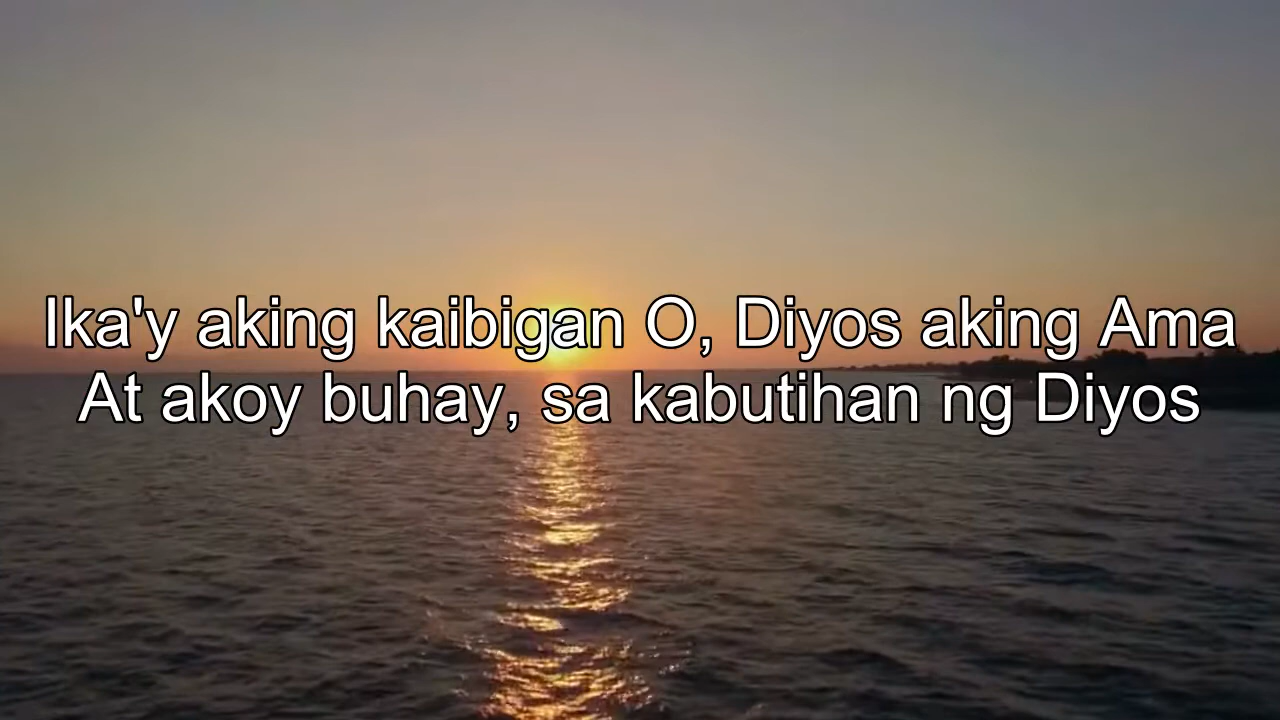 Ika'y aking kaibigan O, Diyos aking Ama
At akoy buhay, sa kabutihan ng Diyos